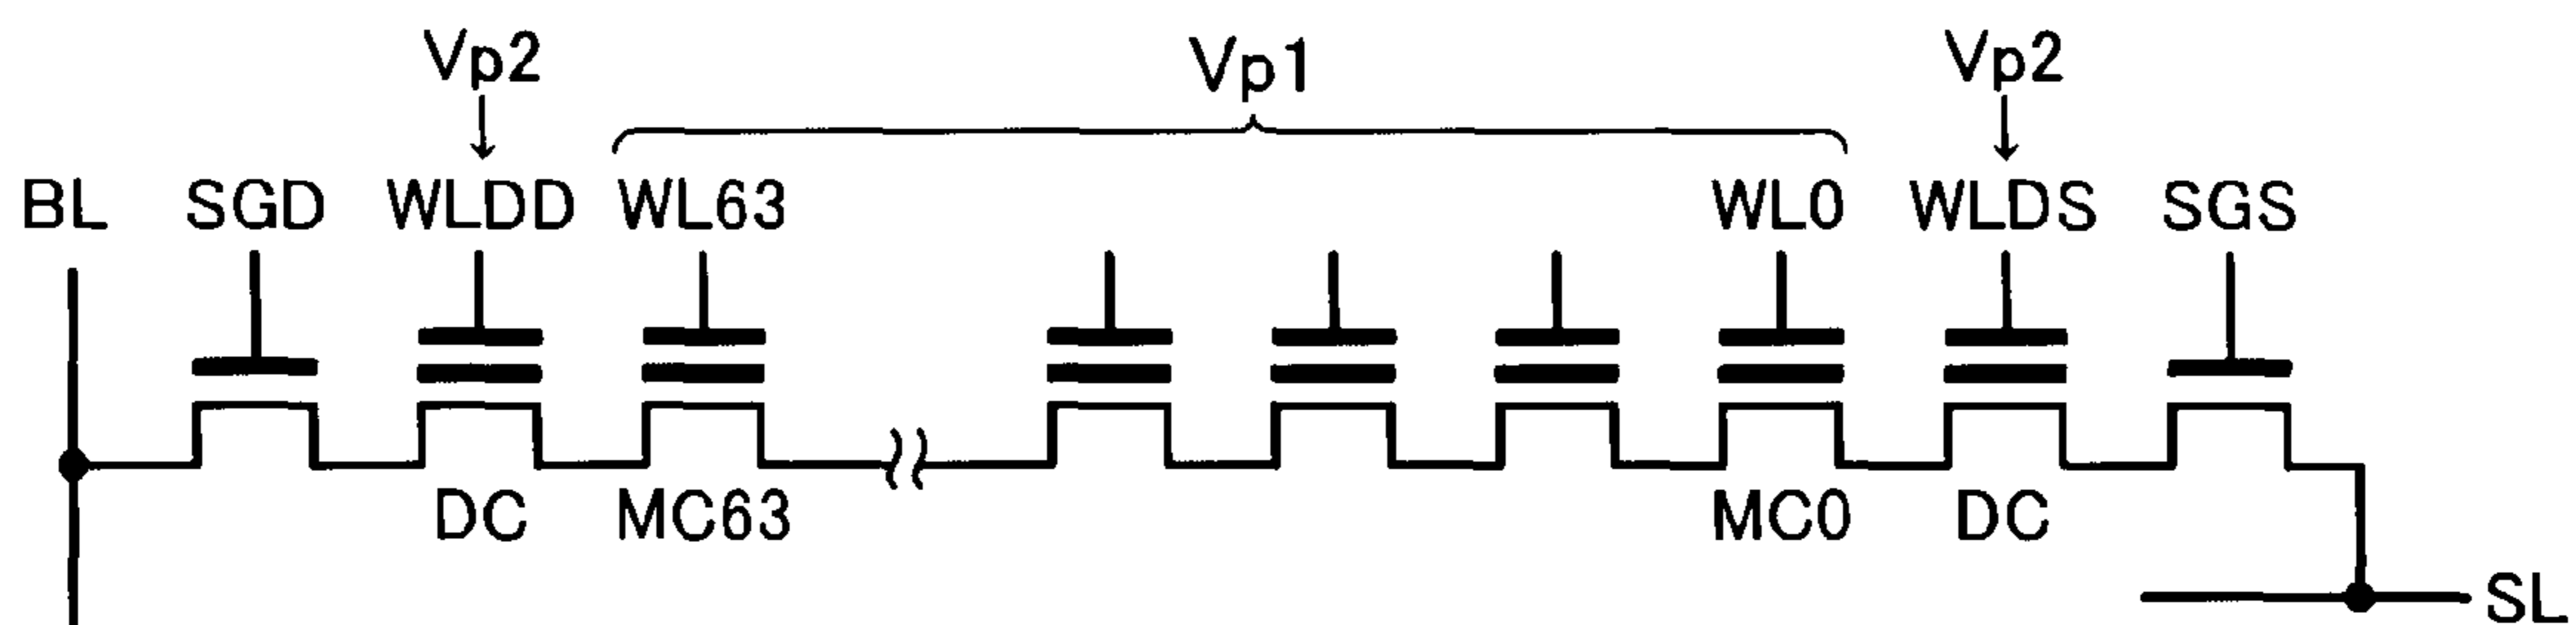 Vp2 Vp1 Vp2
BL SGD WLDD WL63 WL0 WLDS SGS
DC MC63 MC0 DC
SL